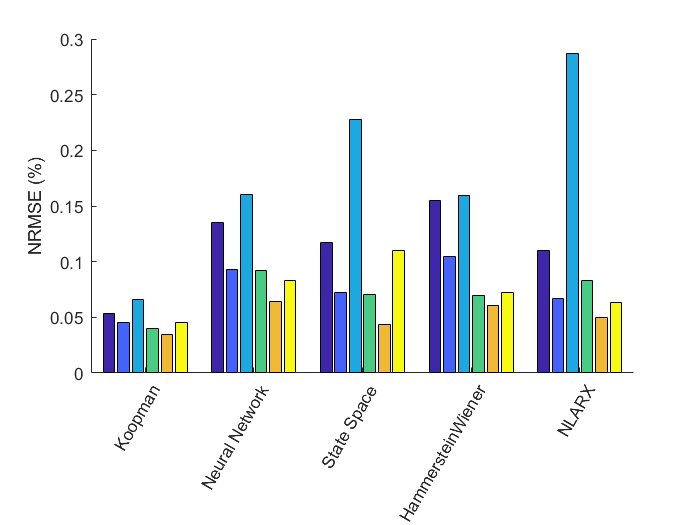 0.3
0.25
0.2
0.15
0.1
0.05
0
NRMSE (%)
Koopman
Neural Network
State Space
HammersteinWiener
NLARX